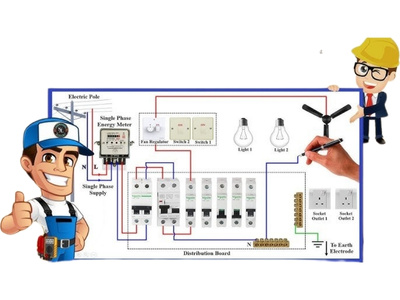 Electric Pole
Single Phase
Energy Meter
Fan Regulator
Switch 2
Switch 1
Light 1
Light 2
N L
Single Phase
Supply
N
Socket
Outlet 1
Socket
Outlet 2
To Earth
Electrode
Distribution Board